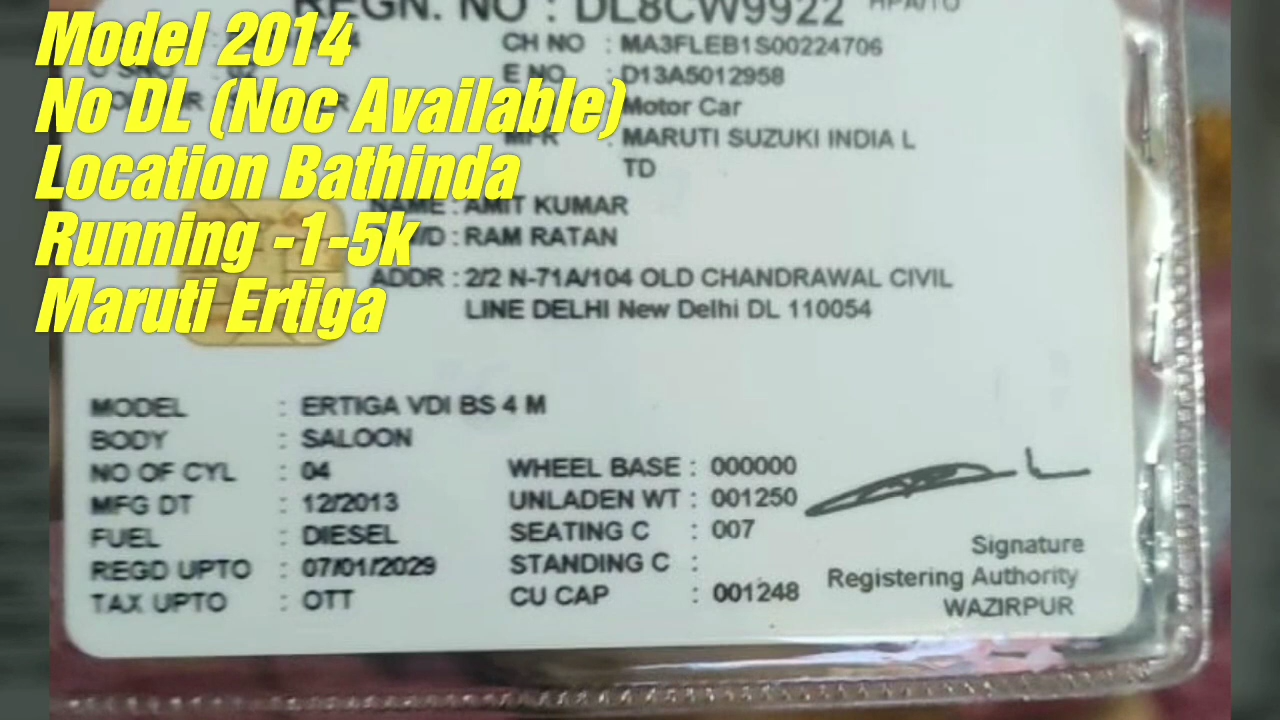 REGN. NO : DL8CW9922
Model 2014
CH NO : MA3FLEB1S00224706
E NO : D13A5012958
No DL (Noc Available)
Motor Car
MFR : MARUTI SUZUKI INDIA L
TD
Location Bathinda
NAME : AMIT KUMAR
Running -1-5k
/D : RAM RATAN
Maruti Ertiga
ADDR : 2/2 N-71A/104 OLD CHANDRAWAL CIVIL
LINE DELHI New Delhi DL 110054
MODEL : ERTIGA VDI BS 4 M
BODY : SALOON
NO OF CYL : 04 WHEEL BASE : 000000
MFG DT : 12/2013 UNLADEN WT : 001250
FUEL : DIESEL SEATING C : 007
REGD UPTO : 07/01/2029 STANDING C :
TAX UPTO : OTT CU CAP : 001248
Signature
Registering Authority
WAZIRPUR